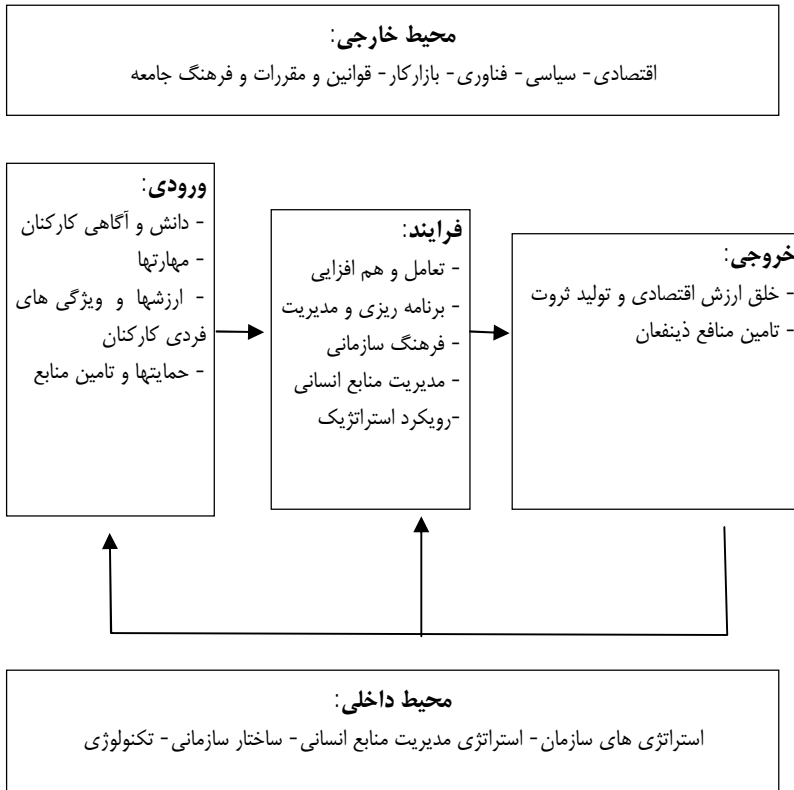 محیط خارجی:
اقتصادی- سیاسی- فناوری- بازارکار- قوانین و مقررات و فرهنگ جامعه
ورودی:
- دانش و آگاهی کارکنان
- مهارتها
- ارزشها و ویژگی های
فردی کارکنان
- حمایتها و تامین منابع
فرایند:
- تعامل و هم افزایی
- برنامه ریزی و مدیریت
- فرهنگ سازمانی
- مدیریت منابع انسانی
-رویکرد استراتژیک
خروجی:
- خلق ارزش اقتصادی و تولید ثروت
- تامین منافع ذینفعان
محیط داخلی:
استراتژی های سازمان- استراتژی مدیریت منابع انسانی- ساختار سازمانی- تکنولوژی